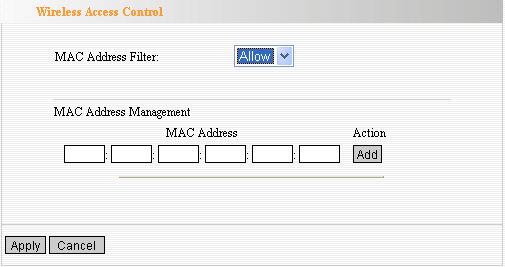 Wireless Access Control
MAC Address Filter: Allow
MAC Address Management
MAC Address Action
: : : : : Add
Apply Cancel